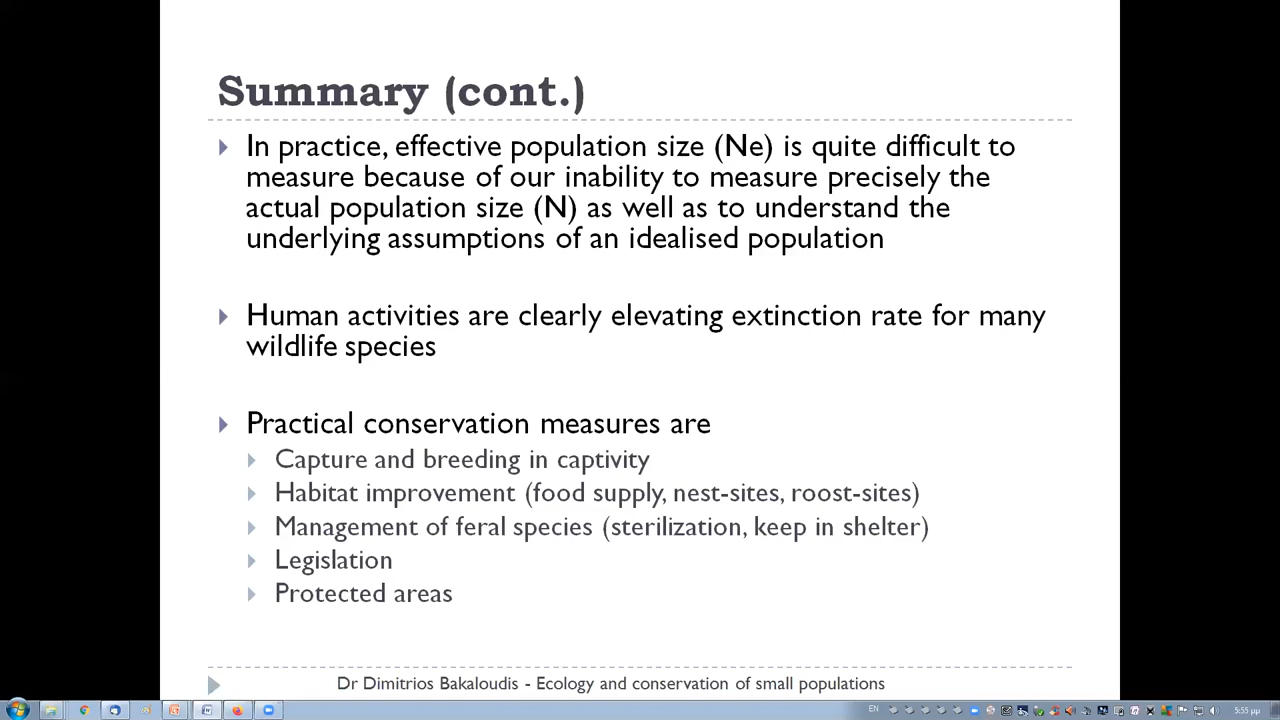 Summary (cont.)
In practice, effective population size (Ne) is quite difficult to
measure because of our inability to measure precisely the
actual population size (N) as well as to understand the
underlying assumptions of an idealised population
Human activities are clearly elevating extinction rate for many
wildlife species
Practical conservation measures are
Capture and breeding in captivity
Habitat improvement (food supply, nest-sites, roost-sites)
Management of feral species (sterilization, keep in shelter)
Legislation
Protected areas
Dr Dimitrios Bakaloudis - Ecology and conservation of small populations
EN
5:55 μμ